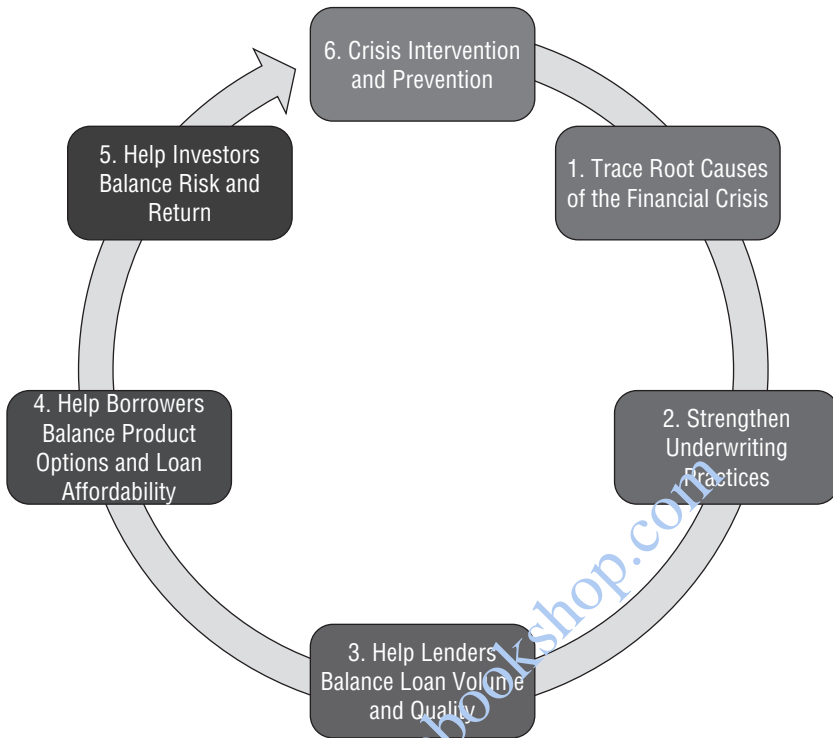 6. Crisis Intervention
and Prevention
1. Trace Root Causes
of the Financial Crisis
2. Strengthen
Underwriting
Practices
3. Help Lenders
Balance Loan Volume
and Quality
4. Help Borrowers
Balance Product
Options and Loan
Affordability
5. Help Investors
Balance Risk and
Return
ookshop.com